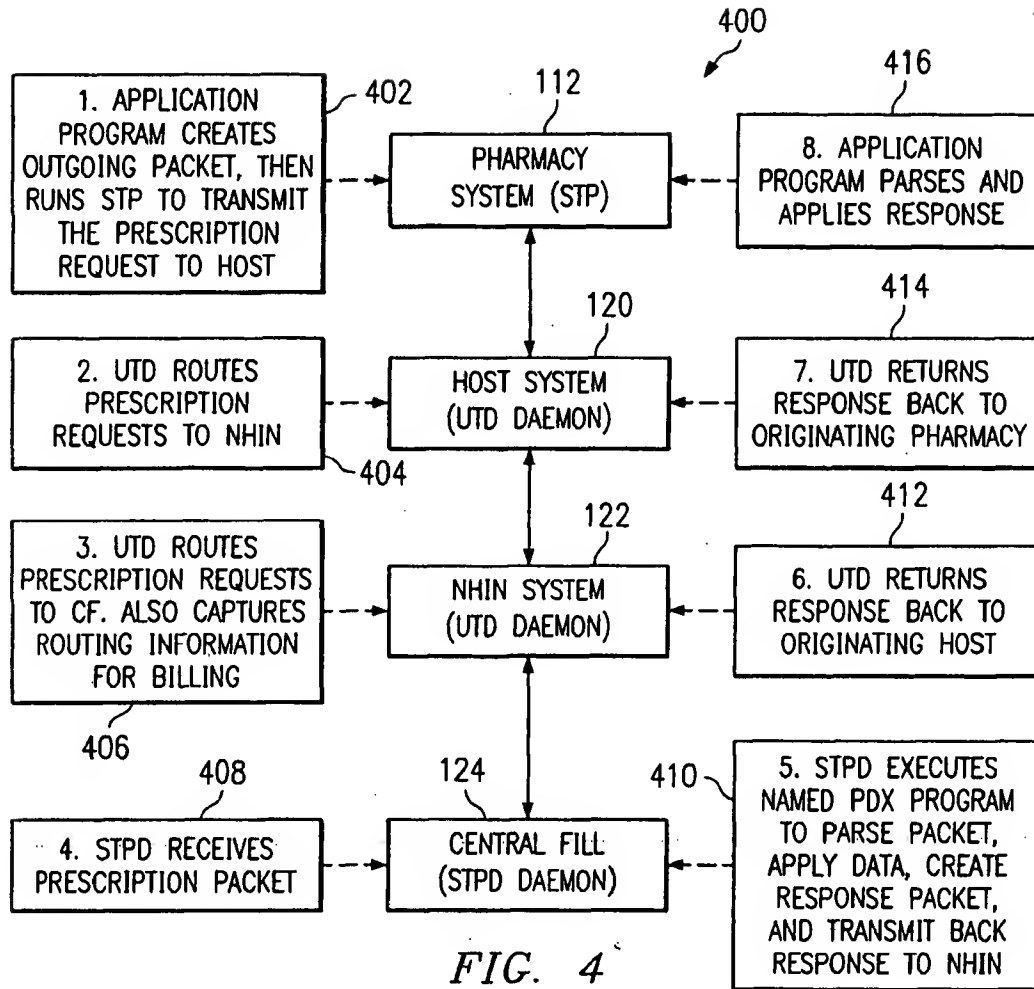 400
402
1. APPLICATION
PROGRAM CREATES
OUTGOING PACKET, THEN
RUNS STP TO TRANSMIT
THE PRESCRIPTION
REQUEST TO HOST
112
PHARMACY
SYSTEM (STP)
416
8. APPLICATION
PROGRAM PARSES AND
APPLIES RESPONSE
2. UTD ROUTES
PRESCRIPTION
REQUESTS TO NHIN
404
120
HOST SYSTEM
(UTD DAEMON)
414
7. UTD RETURNS
RESPONSE BACK TO
ORIGINATING PHARMACY
3. UTD ROUTES
PRESCRIPTION REQUESTS
TO CF. ALSO CAPTURES
ROUTING INFORMATION
FOR BILLING
406
122
NHIN SYSTEM
(UTD DAEMON)
412
6. UTD RETURNS
RESPONSE BACK TO
ORIGINATING HOST
408
4. STPD RECEIVES
PRESCRIPTION PACKET
124
CENTRAL FILL
(STPD DAEMON)
410
5. STPD EXECUTES
NAMED PDX PROGRAM
TO PARSE PACKET,
APPLY DATA, CREATE
RESPONSE PACKET,
AND TRANSMIT BACK
RESPONSE TO NHIN
FIG. 4